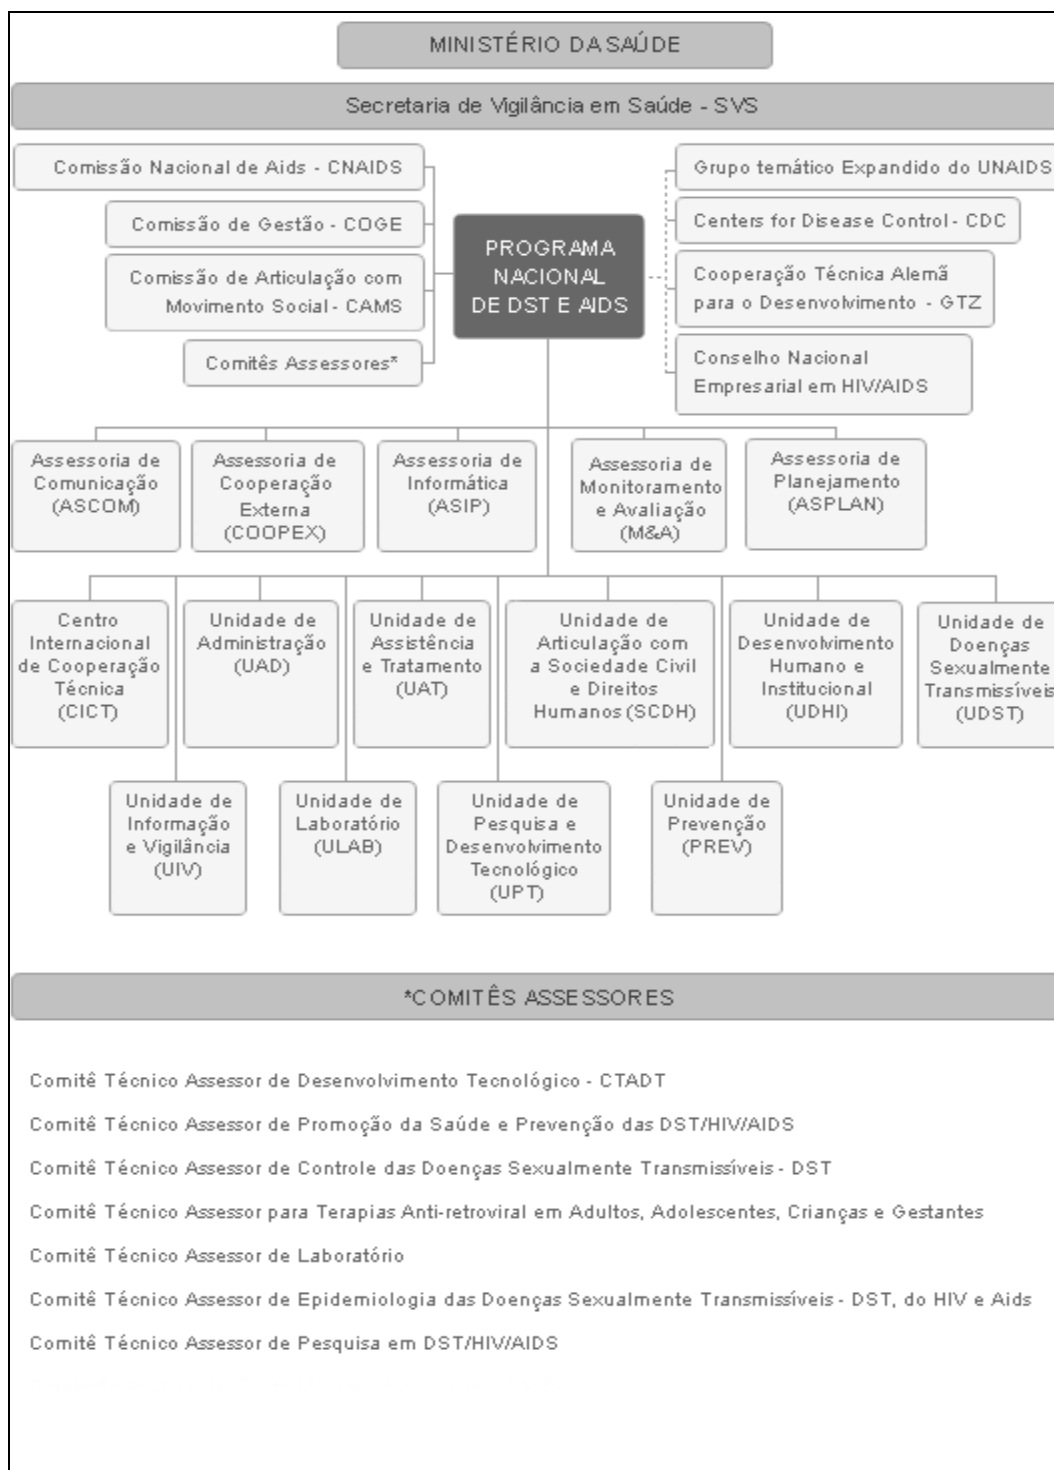 MINISTÉRIO DA SAÚDE
Secretaria de Vigilância em Saúde - SVS
Comissão Nacional de Aids - CNAIDS
Comissão de Gestão - COGE
Comissão de Articulação com
Movimento Social - CAMS
Comitês Assessores*
PROGRAMA
NACIONAL
DE DST E AIDS
Grupo temático Expandido do UNAIDS
Centers for Disease Control - CDC
Cooperação Técnica Alemã
para o Desenvolvimento - GTZ
Conselho Nacional
Empresarial em HIV/AIDS
Assessoria de
Comunicação
(ASCOM)
Assessoria de
Cooperação
Externa
(COOPEX)
Assessoria de
Informática
(ASIP)
Assessoria de
Monitoramento
e Avaliação
(M&A)
Assessoria de
Planejamento
(ASPLAN)
Centro
Internacional
de Cooperação
Técnica
(CICT)
Unidade de
Administração
(UAD)
Unidade de
Assistência
e Tratamento
(UAT)
Unidade de
Articulação com
a Sociedade Civil
e Direitos
Humanos (SCDH)
Unidade de
Desenvolvimento
Humano e
Institucional
(UDHI)
Unidade de
Doenças
Sexualmente
Transmissíveis
(UDST)
Unidade de
Informação
e Vigilância
(UIV)
Unidade de
Laboratório
(ULAB)
Unidade de
Pesquisa e
Desenvolvimento
Tecnológico
(UPT)
Unidade de
Prevenção
(PREV)
*COMITÊS ASSESSORES
Comitê Técnico Assessor de Desenvolvimento Tecnológico - CTADT
Comitê Técnico Assessor de Promoção da Saúde e Prevenção das DST/HIV/AIDS
Comitê Técnico Assessor de Controle das Doenças Sexualmente Transmissíveis - DST
Comitê Técnico Assessor para Terapias Anti-retroviral em Adultos, Adolescentes, Crianças e Gestantes
Comitê Técnico Assessor de Laboratório
Comitê Técnico Assessor de Epidemiologia das Doenças Sexualmente Transmissíveis - DST, do HIV e Aids
Comitê Técnico Assessor de Pesquisa em DST/HIV/AIDS